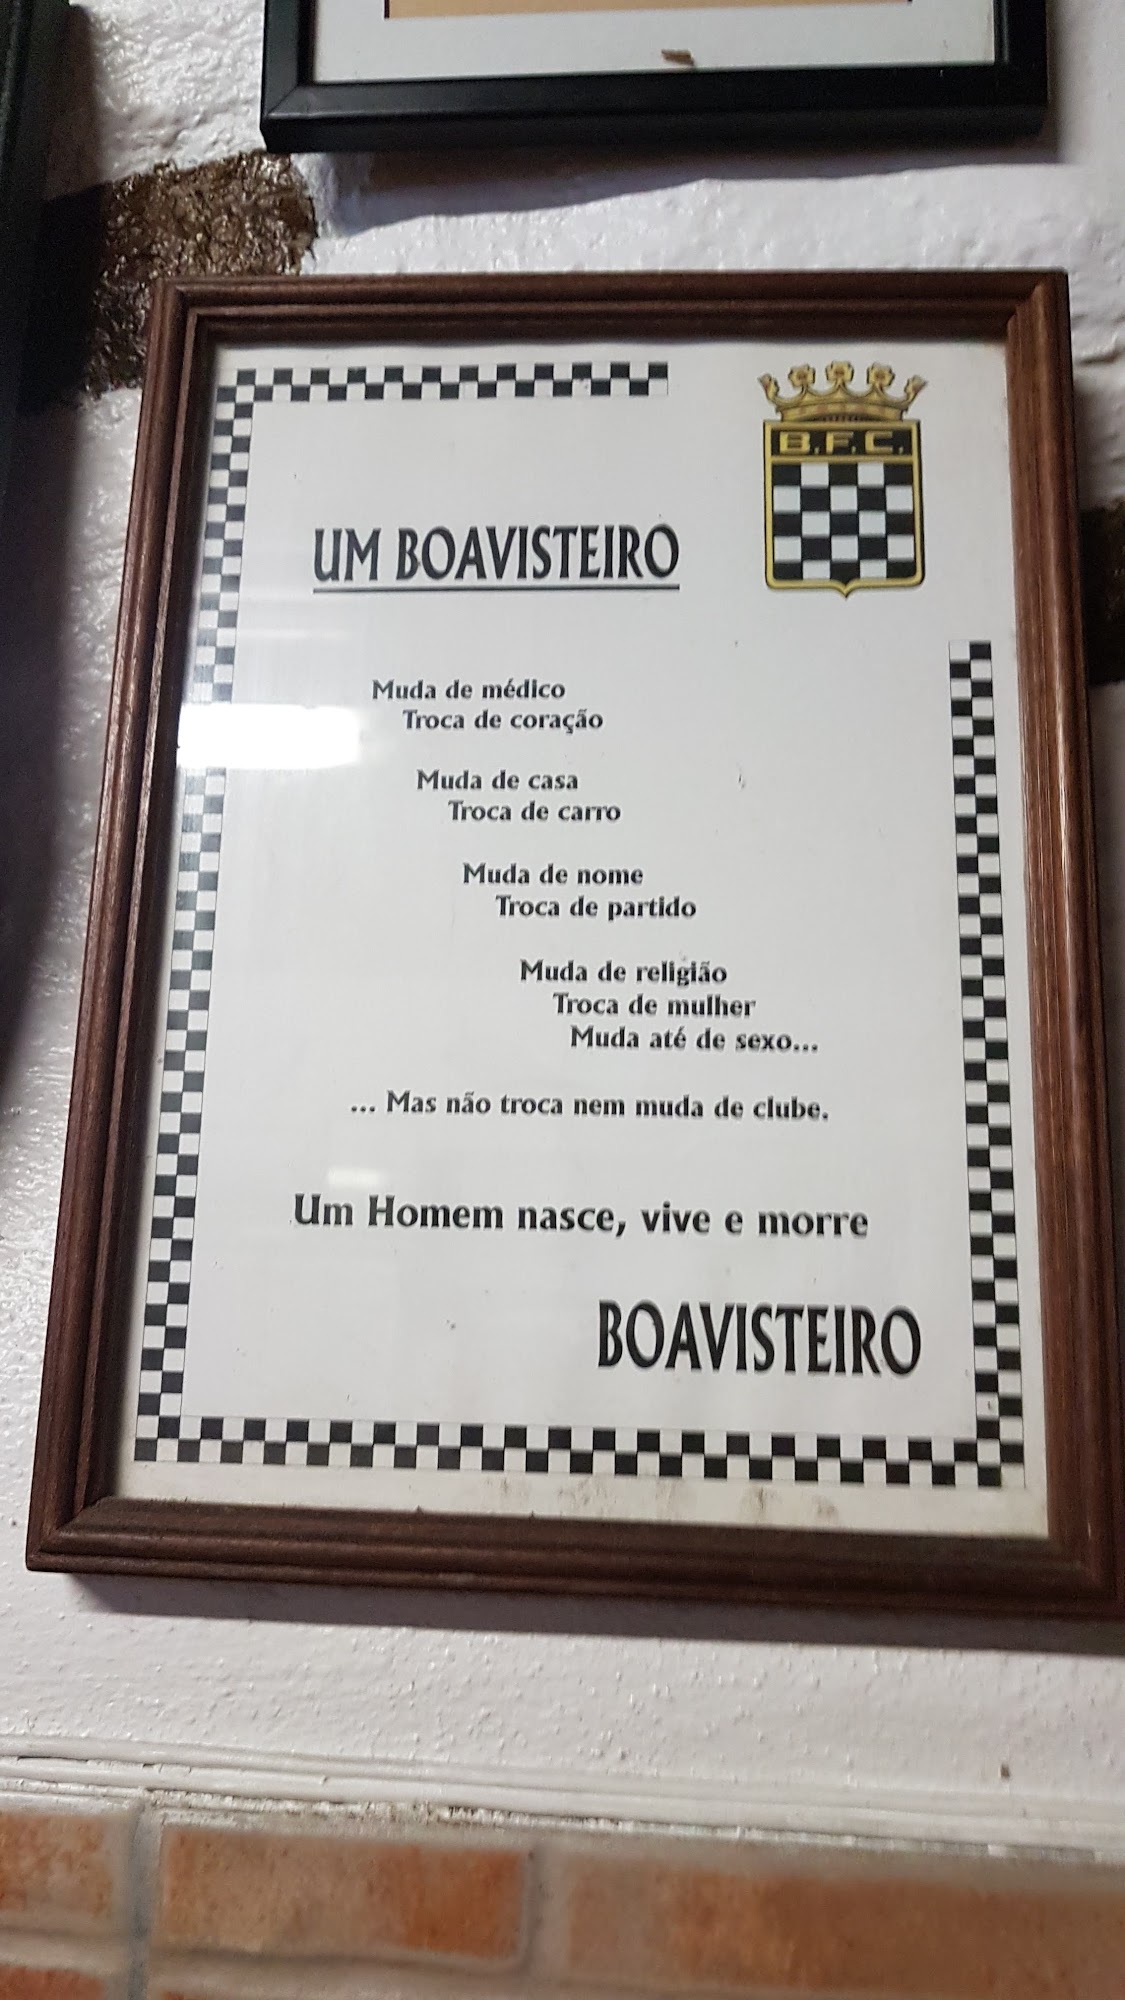 B.F.C.
UM BOAVISTEIRO
Muda de médico
Troca de coração
Muda de casa
Troca de carro
Muda de nome
Troca de partido
Muda de religião
Troca de mulher
Muda até de sexo...
... Mas não troca nem muda de clube.
Um Homem nasce, vive e morre
BOAVISTEIRO